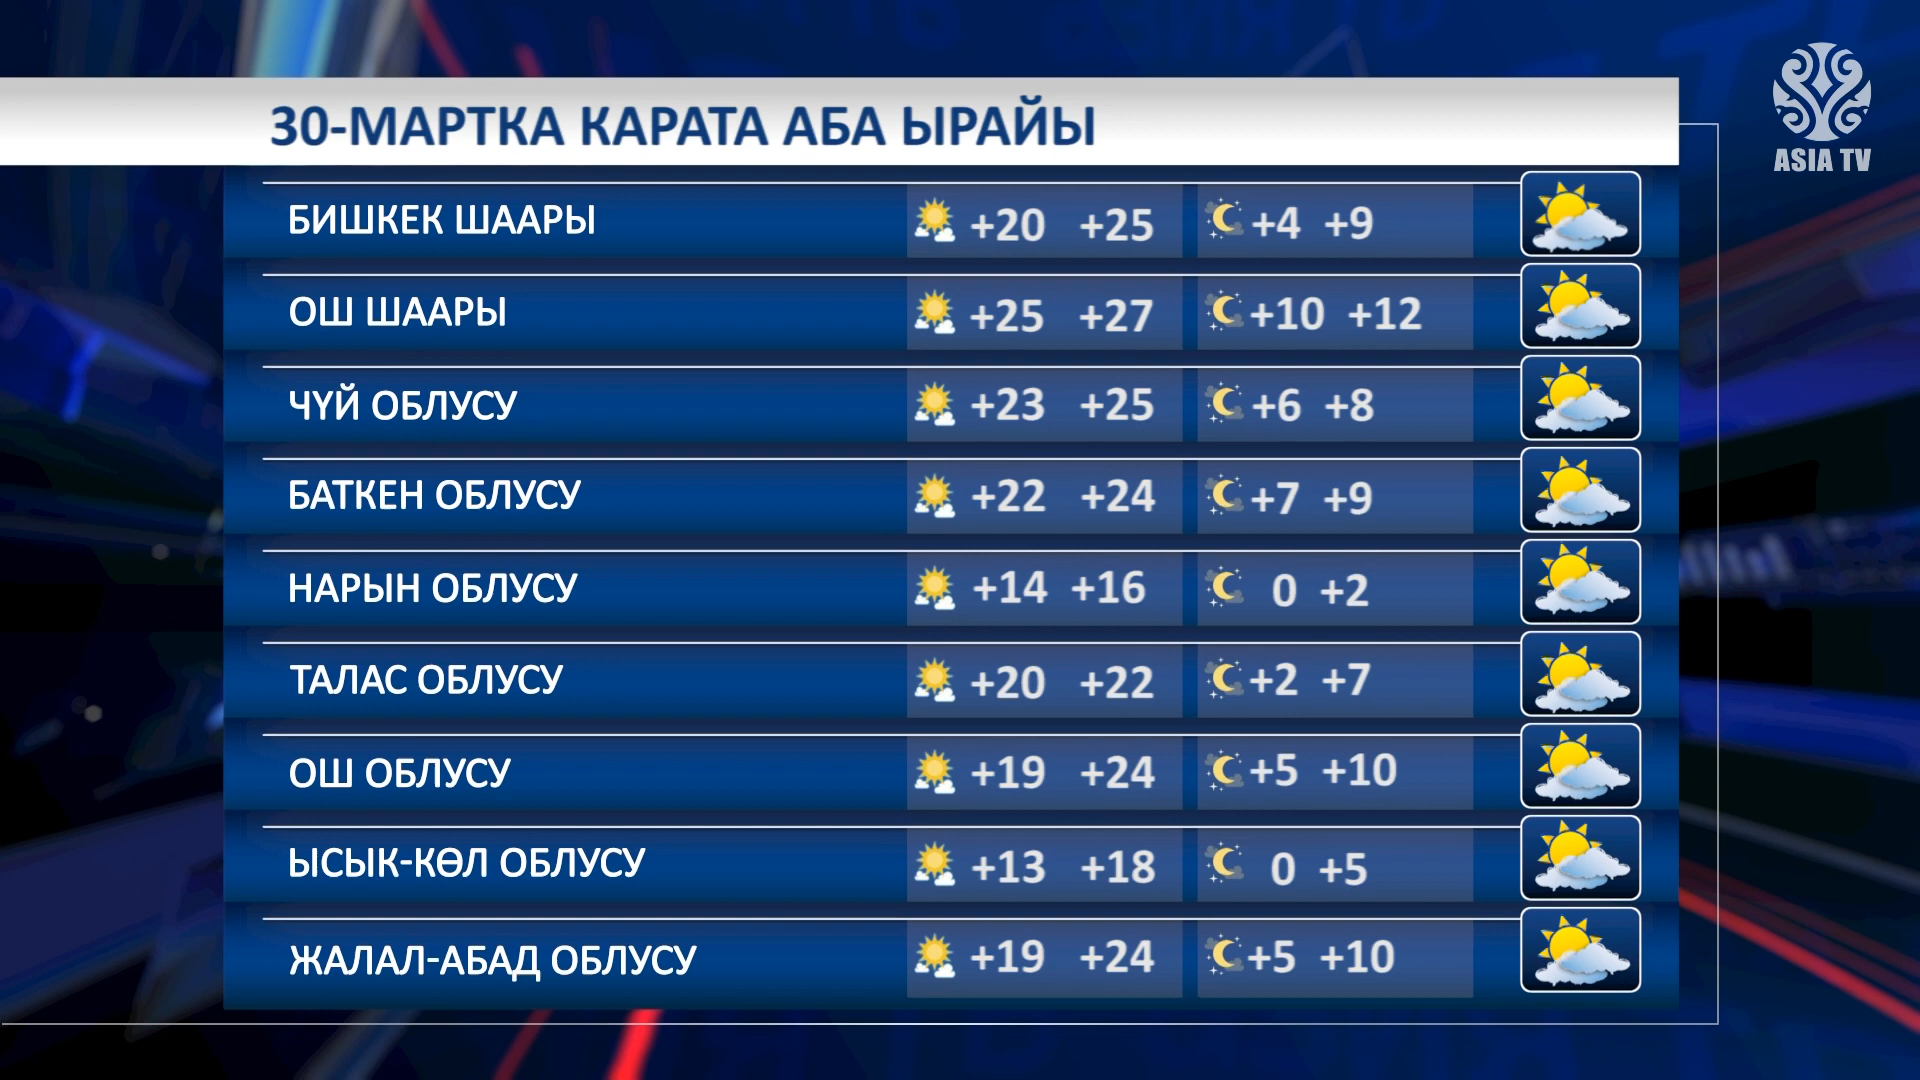 30-МАРТКА КАРАТА АБА ЫРАЙЫ
ASIA TV
БИШКЕК ШААРЫ +20 +25 +4 +9
ОШ ШААРЫ +25 +27 +10 +12
ЧҮЙ ОБЛУСУ +23 +25 +6 +8
БАТКЕН ОБЛУСУ +22 +24 +7 +9
НАРЫН ОБЛУСУ +14 +16 0 +2
ТАЛАС ОБЛУСУ +20 +22 +2 +7
ОШ ОБЛУСУ +19 +24 +5 +10
ЫСЫК-КӨЛ ОБЛУСУ +13 +18 0 +5
ЖАЛАЛ-АБАД ОБЛУСУ +19 +24 +5 +10